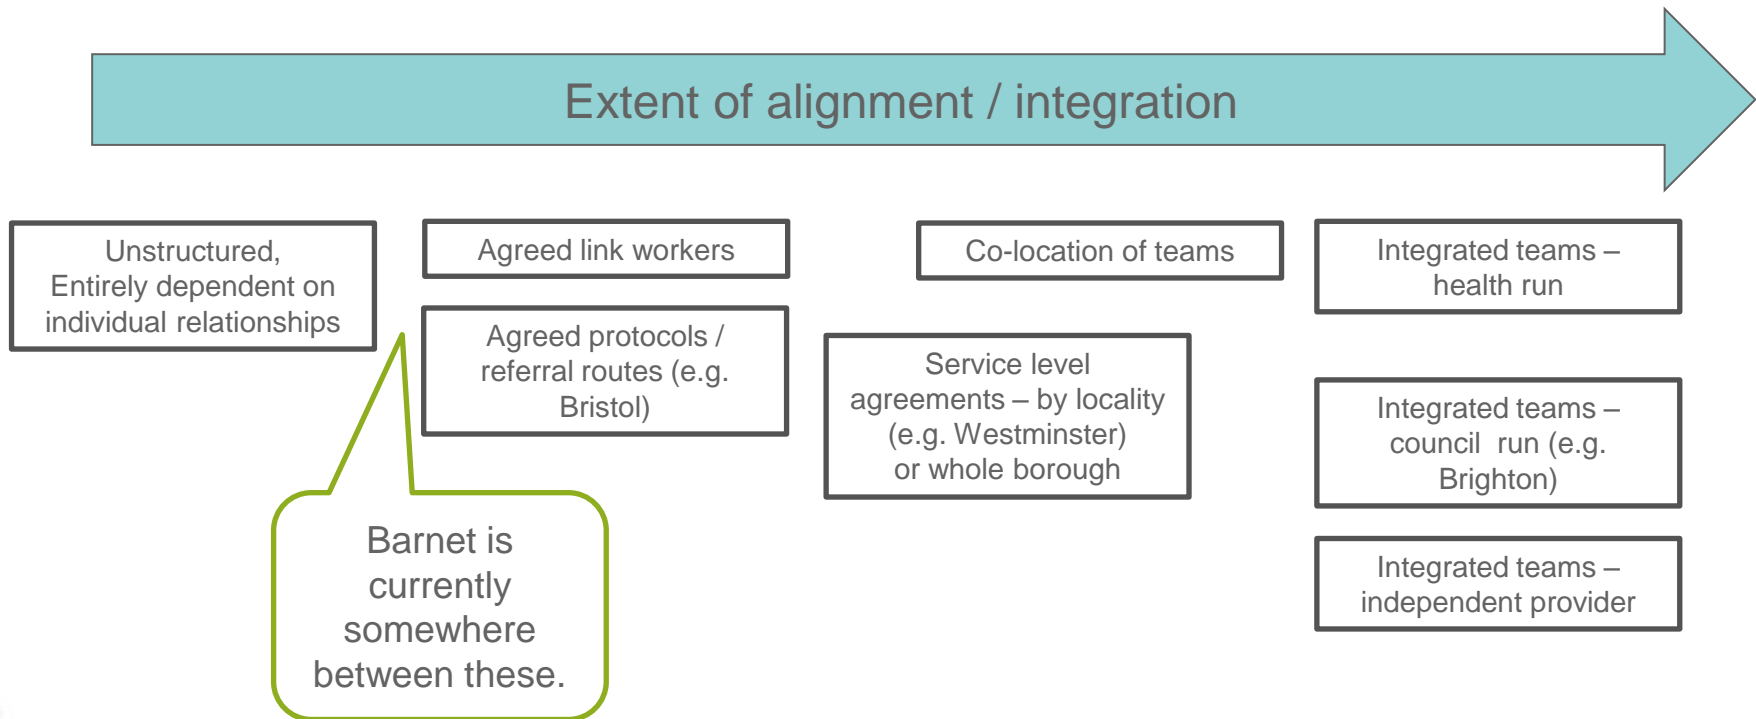 Extent of alignment / integration
Unstructured,
Entirely dependent on
individual relationships
Agreed link workers
Agreed protocols /
referral routes (e.g.
Bristol)
Co-location of teams
Service level
agreements – by locality
(e.g. Westminster)
or whole borough
Integrated teams –
health run
Integrated teams –
council  run (e.g.
Brighton)
Integrated teams –
independent provider
Barnet is
currently
somewhere
between these.